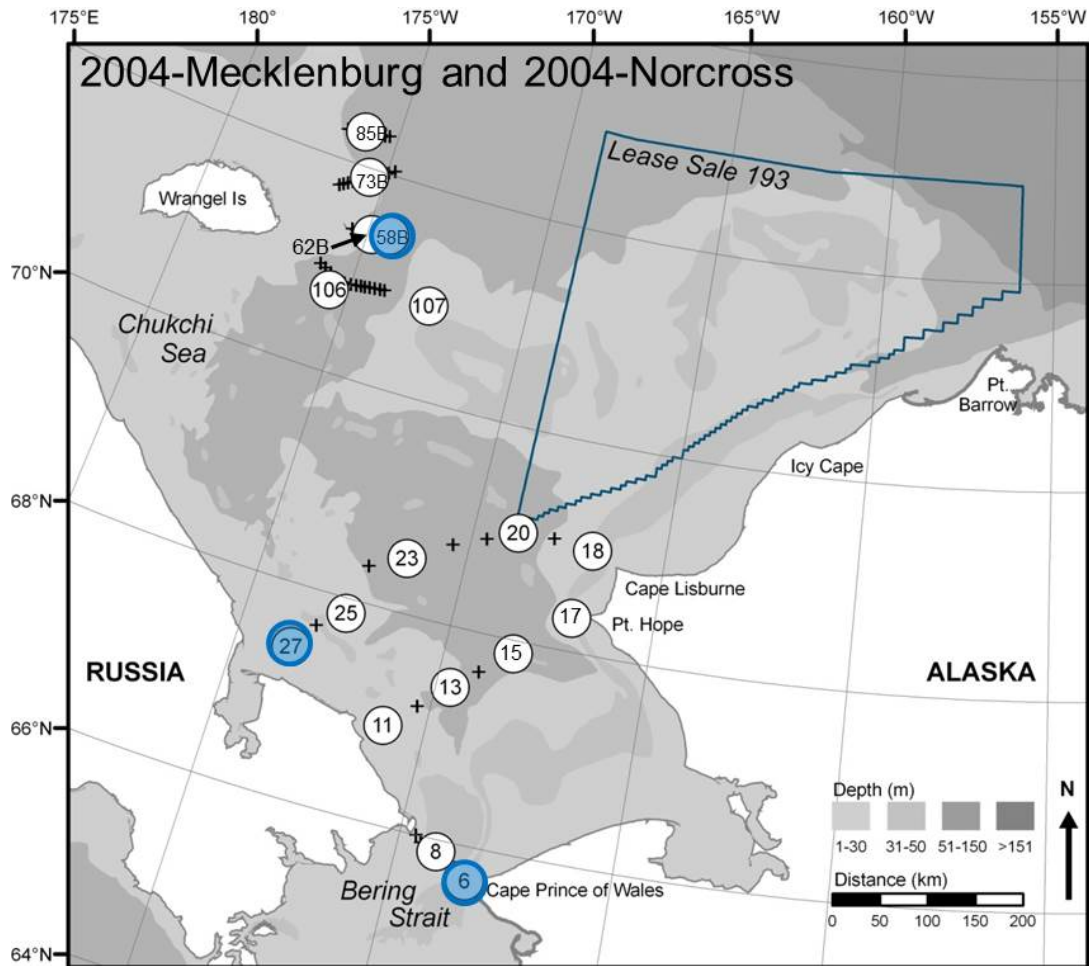 175°E 180° 175°W 170°W 165°W 160°W 155°W
2004-Mecklenburg and 2004-Norcross
85B
Lease Sale 193
73B
Wrangel Is
58B
62B
70°N
106
107
Chukchi
Sea
Pt.
Barrow
Icy Cape
68°N
20
18
23
Cape Lisburne
25
17
Pt. Hope
27
15
RUSSIA
ALASKA
13
11
66°N
Depth (m)
1-30 31-50 51-150 >151
N
8
6
Cape Prince of Wales
Bering
Strait
Distance (km)
0 50 100 150 200
64°N